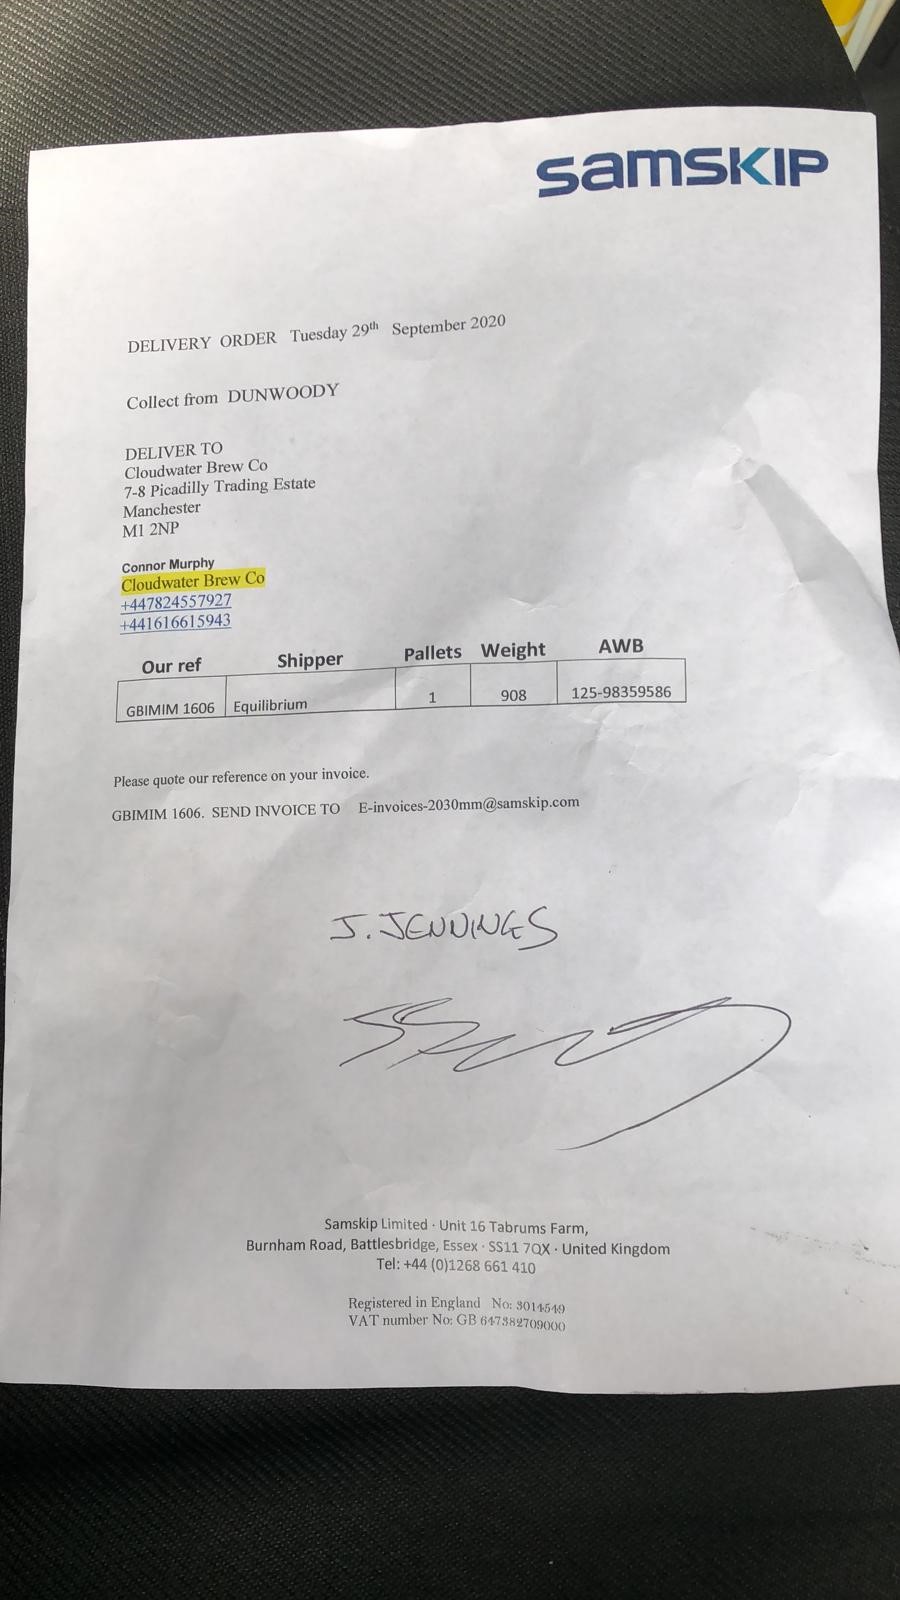 SAMSKIP
DELIVERY ORDER Tuesday 29th September 2020
Collect from DUNWOODY
DELIVER TO
Cloudwater Brew Co
7-8 Picadilly Trading Estate
Manchester
M1 2NP
Connor Murphy
Cloudwater Brew Co
+447824557927
+441616615943
Our ref Shipper Pallets Weight AWB
GBIMIM 1606 Equilibrium 1 908 125-98359586
Please quote our reference on your invoice.
GBIMIM 1606. SEND INVOICE TO E-invoices-2030mm@samskip.com
J. JENNINGS
Samskip Limited · Unit 16 Tabrums Farm,
Burnham Road, Battlesbridge, Essex · SS11 7QX · United Kingdom
Tel: +44 (0)1268 661 410
Registered in England No: 3014549
VAT number No: GB 647382709000